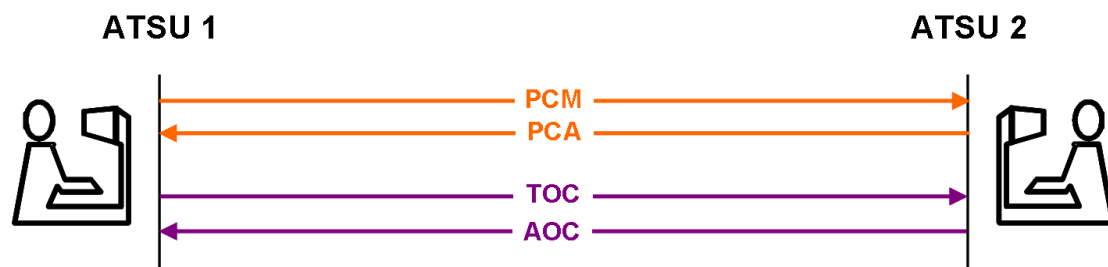 ATSU 1
ATSU 2
PCM
PCA
TOC
AOC